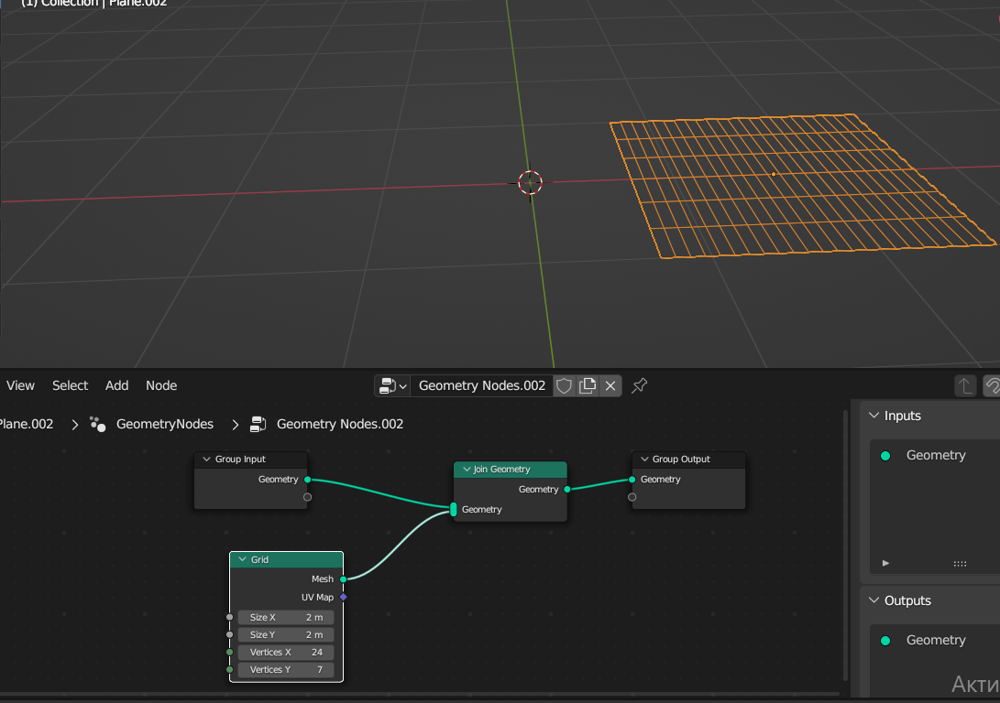 (1) Collection | Plane.002
View Select Add Node Geometry Nodes.002
Plane.002 GeometryNodes Geometry Nodes.002
Inputs
Geometry
Group Input
Geometry
Join Geometry
Geometry
Geometry
Group Output
Geometry
Grid
Mesh
UV Map
Size X 2 m
Size Y 2 m
Vertices X 24
Vertices Y 7
Outputs
Geometry
Акти